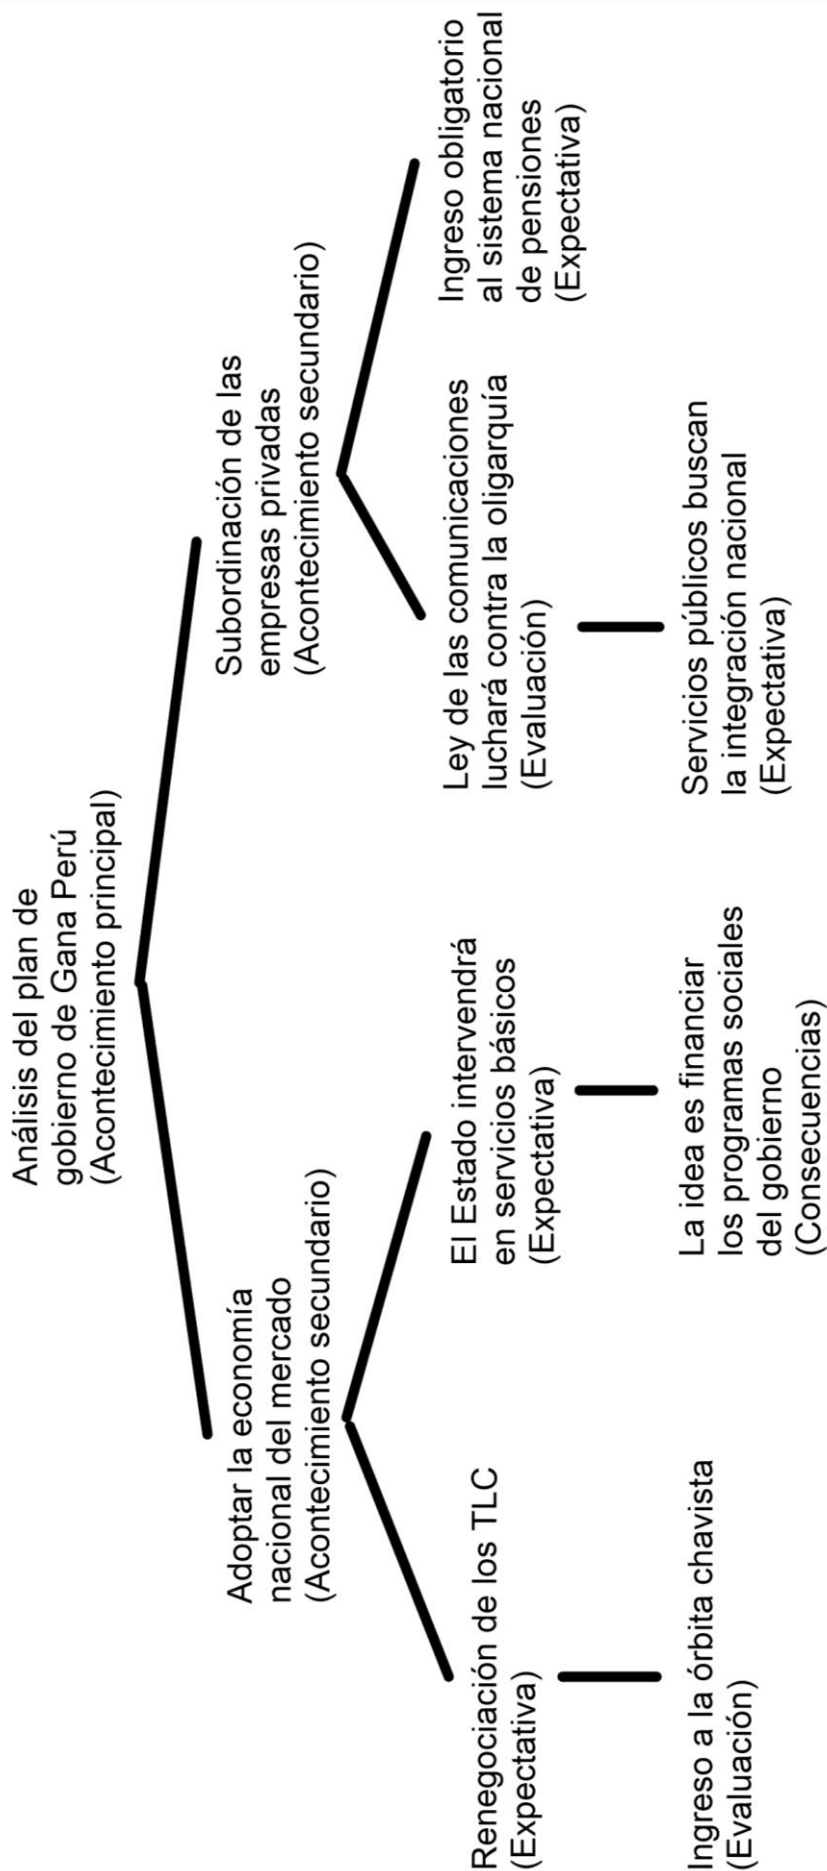 Análisis del plan de
gobierno de Gana Perú
(Acontecimiento principal)
Adoptar la economía
nacional del mercado
(Acontecimiento secundario)
Subordinación de las
empresas privadas
(Acontecimiento secundario)
Renegociación de los TLC
(Expectativa)
El Estado intervendrá
en servicios básicos
(Expectativa)
Ley de las comunicaciones
luchará contra la oligarquía
(Evaluación)
Ingreso obligatorio
al sistema nacional
de pensiones
(Expectativa)
Ingreso a la órbita chavista
(Evaluación)
La idea es financiar
los programas sociales
del gobierno
(Consecuencias)
Servicios públicos buscan
la integración nacional
(Expectativa)